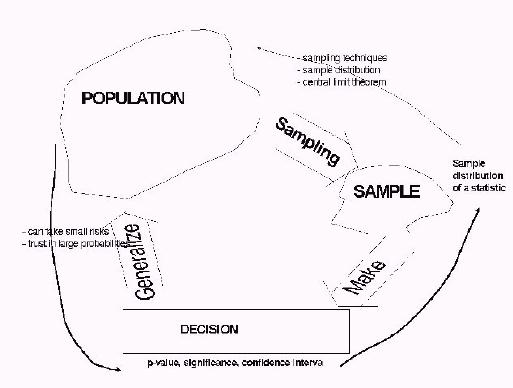 - sampling techniques
- sample distribution
- central limit theorem
POPULATION
Sampling
Sample
distribution
of a statistic
SAMPLE
- can take small risks
- trust in large probabilities
Generalize
Make
DECISION
p-value, significance, confidence interva